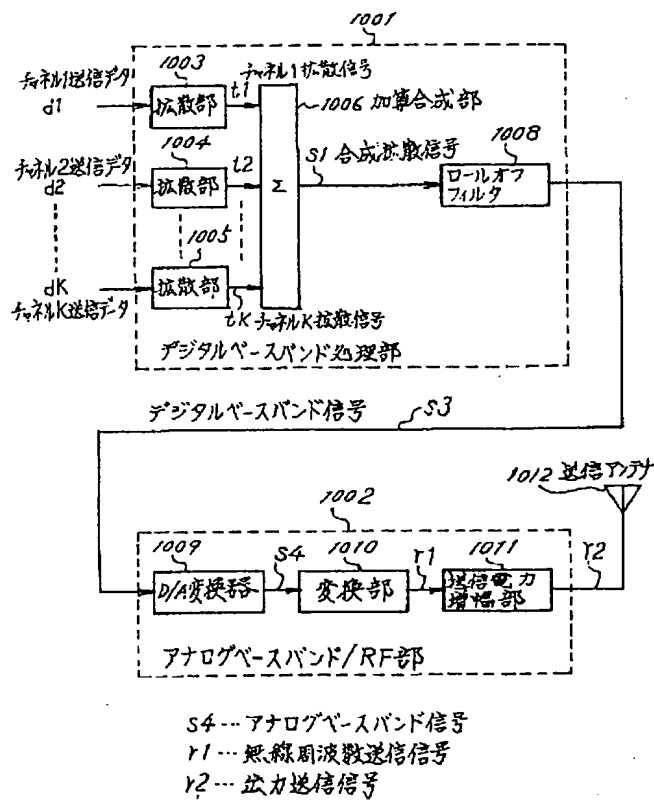 1001
チャネル1送信データ
d1
1003
拡散部
t1
チャネル1拡散信号
1006 加算合成部
チャネル2送信データ
d2
1004
拡散部
t2
Σ
S1 合成拡散信号
1008
ロールオフ
フィルタ
1005
dK
チャネルK送信データ
拡散部
tK チャネルK拡散信号
デジタルベースバンド処理部
デジタルベースバンド信号
S3
1012 送信アンテナ
1002
1009
D/A変換器
S4
1010
変換部
r1
1011
送信電力
増幅部
r2
アナログベースバンド/RF部
S4…アナログベースバンド信号
r1…無線周波数送信信号
r2…出力送信信号